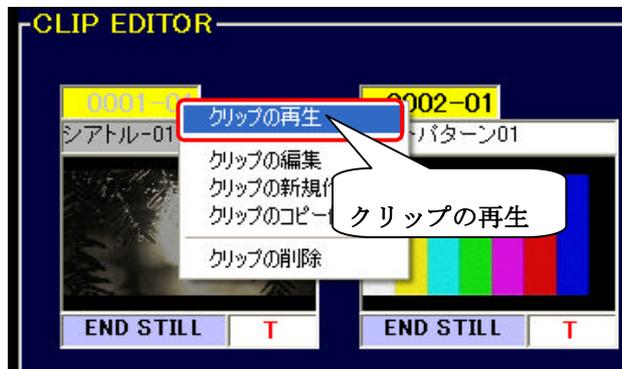 CLIP EDITOR
0001-01
0002-01
シアトル-01
パターン01
クリップの再生
クリップの編集
クリップの新規
クリップのコピー
クリップの削除
クリップの再生
END STILL
T
END STILL
T